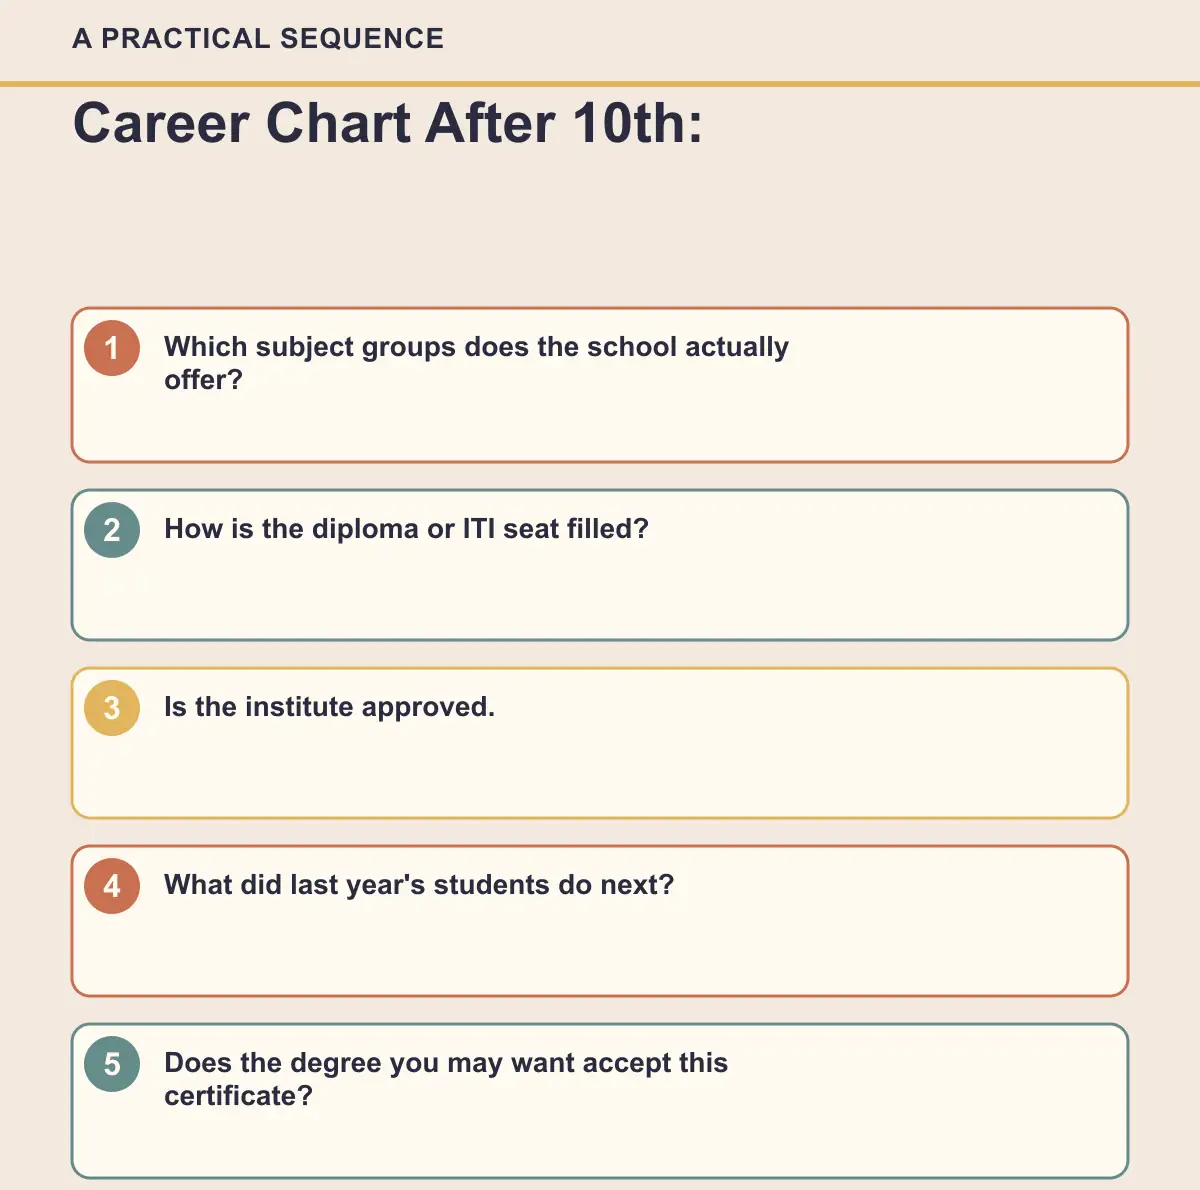 A PRACTICAL SEQUENCE
Career Chart After 10th:
1
Which subject groups does the school actually
offer?
2
How is the diploma or ITI seat filled?
3
Is the institute approved.
4
What did last year's students do next?
5
Does the degree you may want accept this
certificate?